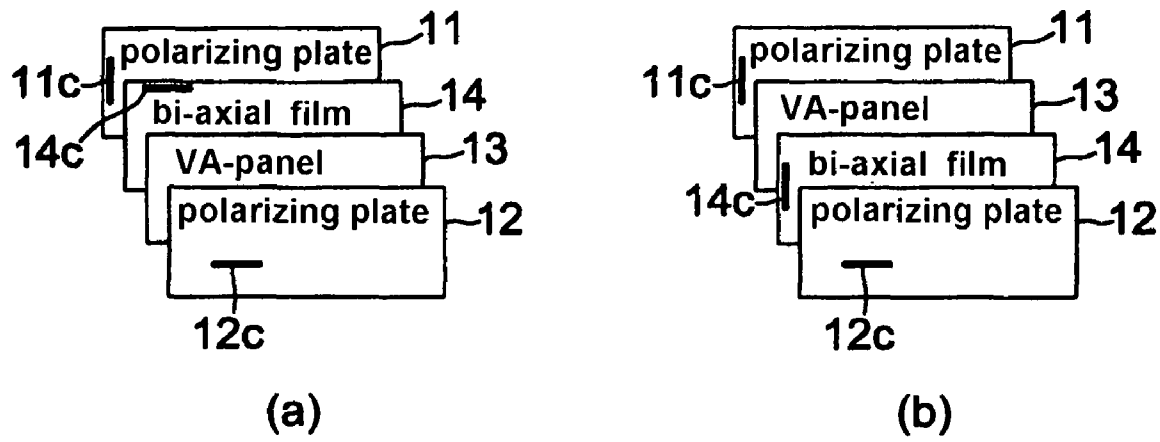 polarizing plate 11
11c
bi-axial film 14
14c
VA-panel 13
polarizing plate 12
12c
(a)
polarizing plate 11
11c
VA-panel 13
bi-axial film 14
14c
polarizing plate 12
12c
(b)